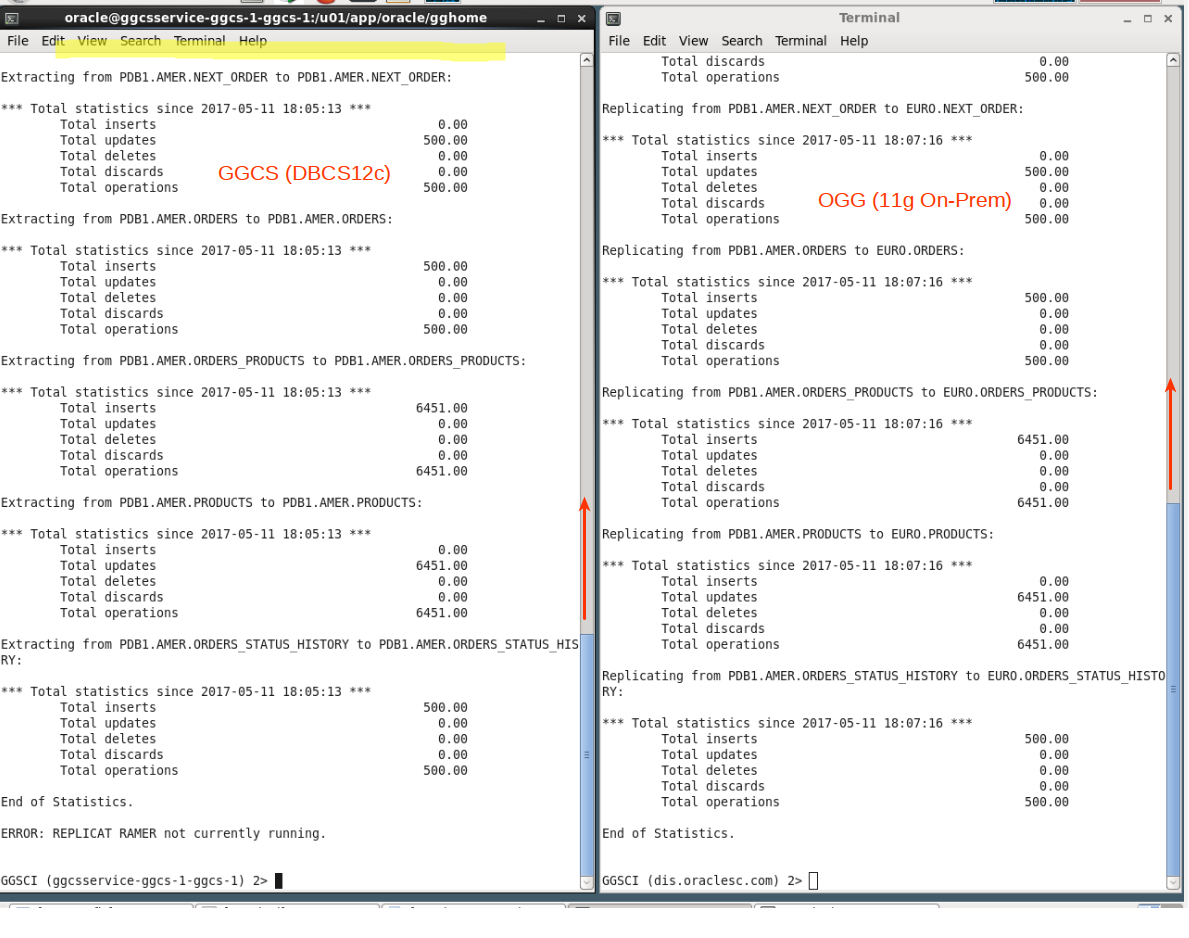 oracle@ggcsservice-ggcs-1-ggcs-1:/u01/app/oracle/gghome
File Edit View Search Terminal Help
Extracting from PDB1.AMER.NEXT_ORDER to PDB1.AMER.NEXT_ORDER:
*** Total statistics since 2017-05-11 18:05:13 ***
Total inserts 0.00
Total updates 500.00
Total deletes 0.00
Total discards 0.00
Total operations 500.00
GGCS (DBCS12c)
Extracting from PDB1.AMER.ORDERS to PDB1.AMER.ORDERS:
*** Total statistics since 2017-05-11 18:05:13 ***
Total inserts 500.00
Total updates 0.00
Total deletes 0.00
Total discards 0.00
Total operations 500.00
Extracting from PDB1.AMER.ORDERS_PRODUCTS to PDB1.AMER.ORDERS_PRODUCTS:
*** Total statistics since 2017-05-11 18:05:13 ***
Total inserts 6451.00
Total updates 0.00
Total deletes 0.00
Total discards 0.00
Total operations 6451.00
Extracting from PDB1.AMER.PRODUCTS to PDB1.AMER.PRODUCTS:
*** Total statistics since 2017-05-11 18:05:13 ***
Total inserts 0.00
Total updates 6451.00
Total deletes 0.00
Total discards 0.00
Total operations 6451.00
Extracting from PDB1.AMER.ORDERS_STATUS_HISTORY to PDB1.AMER.ORDERS_STATUS_HIS
RY:
*** Total statistics since 2017-05-11 18:05:13 ***
Total inserts 500.00
Total updates 0.00
Total deletes 0.00
Total discards 0.00
Total operations 500.00
End of Statistics.
ERROR: REPLICAT RAMER not currently running.
GGSCI (ggcsservice-ggcs-1-ggcs-1) 2>
Terminal
File Edit View Search Terminal Help
Total discards 0.00
Total operations 500.00
Replicating from PDB1.AMER.NEXT_ORDER to EURO.NEXT_ORDER:
*** Total statistics since 2017-05-11 18:07:16 ***
Total inserts 0.00
Total updates 500.00
Total deletes 0.00
Total discards 0.00
Total operations 500.00
OGG (11g On-Prem)
Replicating from PDB1.AMER.ORDERS to EURO.ORDERS:
*** Total statistics since 2017-05-11 18:07:16 ***
Total inserts 500.00
Total updates 0.00
Total deletes 0.00
Total discards 0.00
Total operations 500.00
Replicating from PDB1.AMER.ORDERS_PRODUCTS to EURO.ORDERS_PRODUCTS:
*** Total statistics since 2017-05-11 18:07:16 ***
Total inserts 6451.00
Total updates 0.00
Total deletes 0.00
Total discards 0.00
Total operations 6451.00
Replicating from PDB1.AMER.PRODUCTS to EURO.PRODUCTS:
*** Total statistics since 2017-05-11 18:07:16 ***
Total inserts 0.00
Total updates 6451.00
Total deletes 0.00
Total discards 0.00
Total operations 6451.00
Replicating from PDB1.AMER.ORDERS_STATUS_HISTORY to EURO.ORDERS_STATUS_HISTO
RY:
*** Total statistics since 2017-05-11 18:07:16 ***
Total inserts 500.00
Total updates 0.00
Total deletes 0.00
Total discards 0.00
Total operations 500.00
End of Statistics.
GGSCI (dis.oraclesc.com) 2>